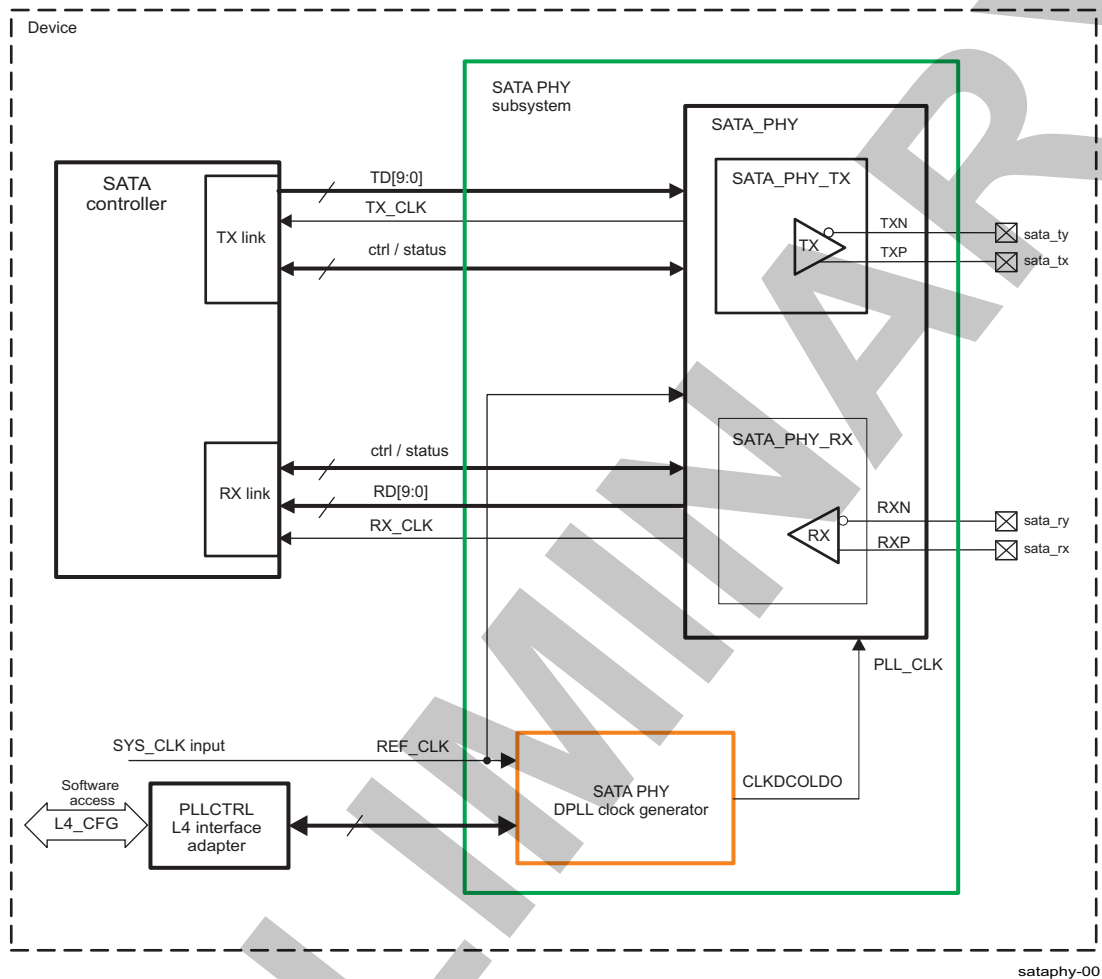 Device
SATA PHY
subsystem
SATA_PHY
SATA
controller
TX link
TD[9:0]
TX_CLK
ctrl / status
SATA_PHY_TX
TX
TXN
TXP
sata_ty
sata_tx
RX link
ctrl / status
RD[9:0]
RX_CLK
SATA_PHY_RX
RX
RXN
RXP
sata_ry
sata_rx
PLL_CLK
SYS_CLK input
REF_CLK
CLKDCOLDO
SATA PHY
DPLL clock generator
Software
access
L4_CFG
PLLCTRL
L4 interface
adapter
LIMINAR
sataphy-00